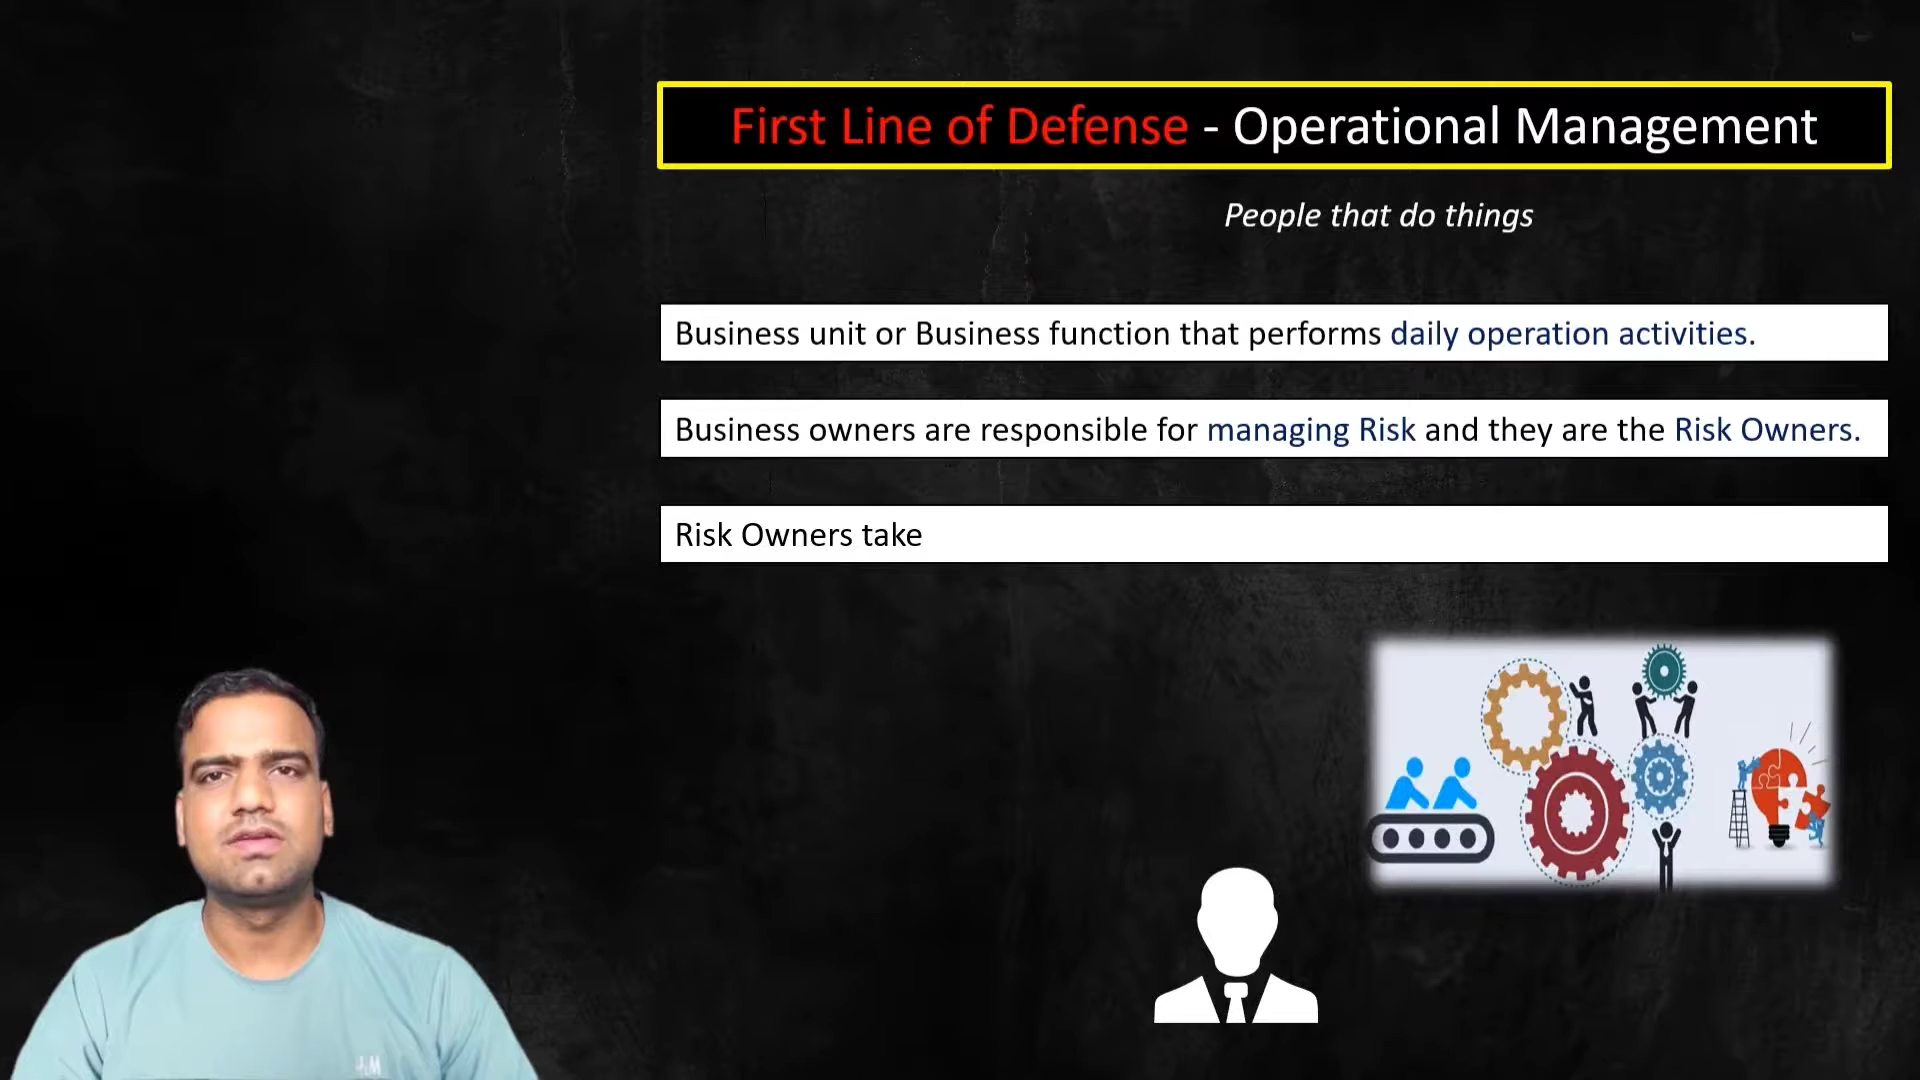 First Line of Defense - Operational Management
People that do things
Business unit or Business function that performs daily operation activities.
Business owners are responsible for managing Risk and they are the Risk Owners.
Risk Owners take